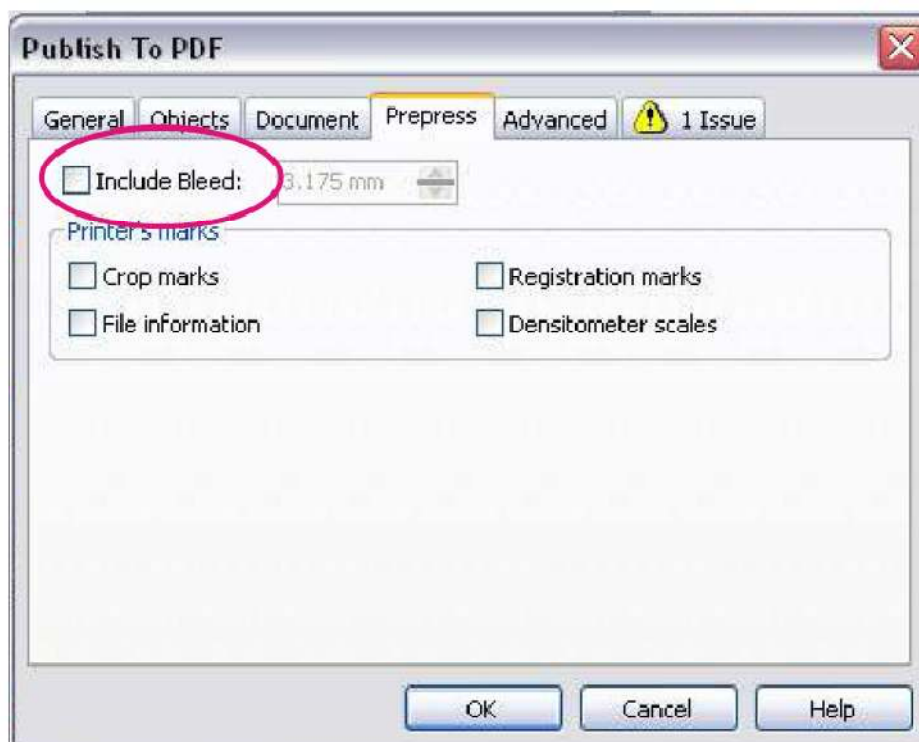 Publish To PDF
General Objects Document Prepress Advanced 1 Issue
Include Bleed: 3.175 mm
Printer's marks
Crop marks Registration marks
File information Densitometer scales
OK Cancel Help